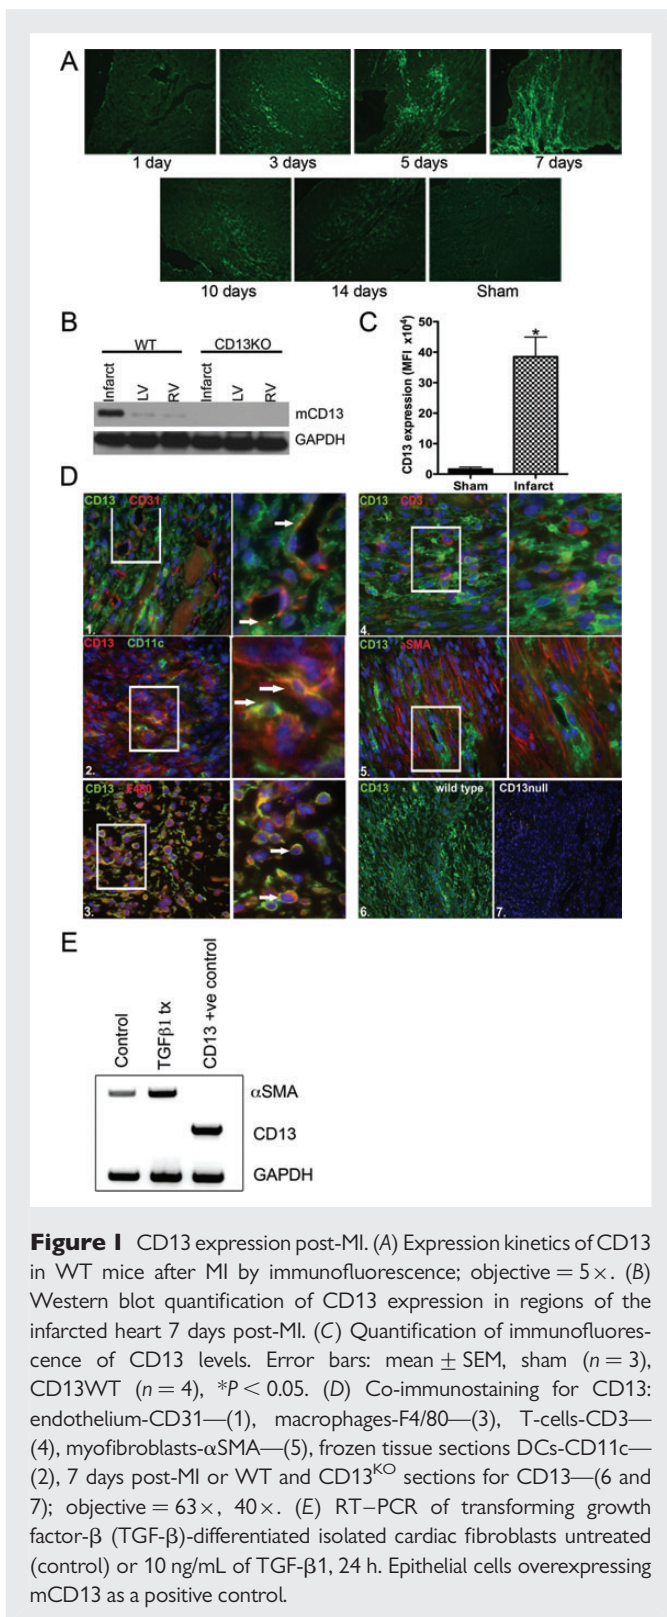 A
1 day
3 days
5 days
7 days
10 days
14 days
Sham
B
WT
CD13KO
Infarct
LV
RV
Infarct
LV
RV
mCD13
GAPDH
C
CD13 expression (MFI x10⁴)
50
40
30
20
10
0
*
Sham
Infarct
D
CD13 CD31
1.
CD13 CD11c
2.
CD13 F480
3.
CD13 CD3
4.
CD13 αSMA
5.
CD13 wild type
6.
CD13null
7.
E
Control
TGFβ1 tx
CD13 +ve control
αSMA
CD13
GAPDH
Figure 1 CD13 expression post-MI. (A) Expression kinetics of CD13
in WT mice after MI by immunofluorescence; objective = 5×. (B)
Western blot quantification of CD13 expression in regions of the
infarcted heart 7 days post-MI. (C) Quantification of immunofluores-
cence of CD13 levels. Error bars: mean ± SEM, sham (n = 3),
CD13WT (n = 4), *P < 0.05. (D) Co-immunostaining for CD13:
endothelium-CD31—(1), macrophages-F4/80—(3), T-cells-CD3—
(4), myofibroblasts-αSMA—(5), frozen tissue sections DCs-CD11c—
(2), 7 days post-MI or WT and CD13ᴷᴼ sections for CD13—(6 and
7); objective = 63×, 40×. (E) RT–PCR of transforming growth
factor-β (TGF-β)-differentiated isolated cardiac fibroblasts untreated
(control) or 10 ng/mL of TGF-β1, 24 h. Epithelial cells overexpressing
mCD13 as a positive control.